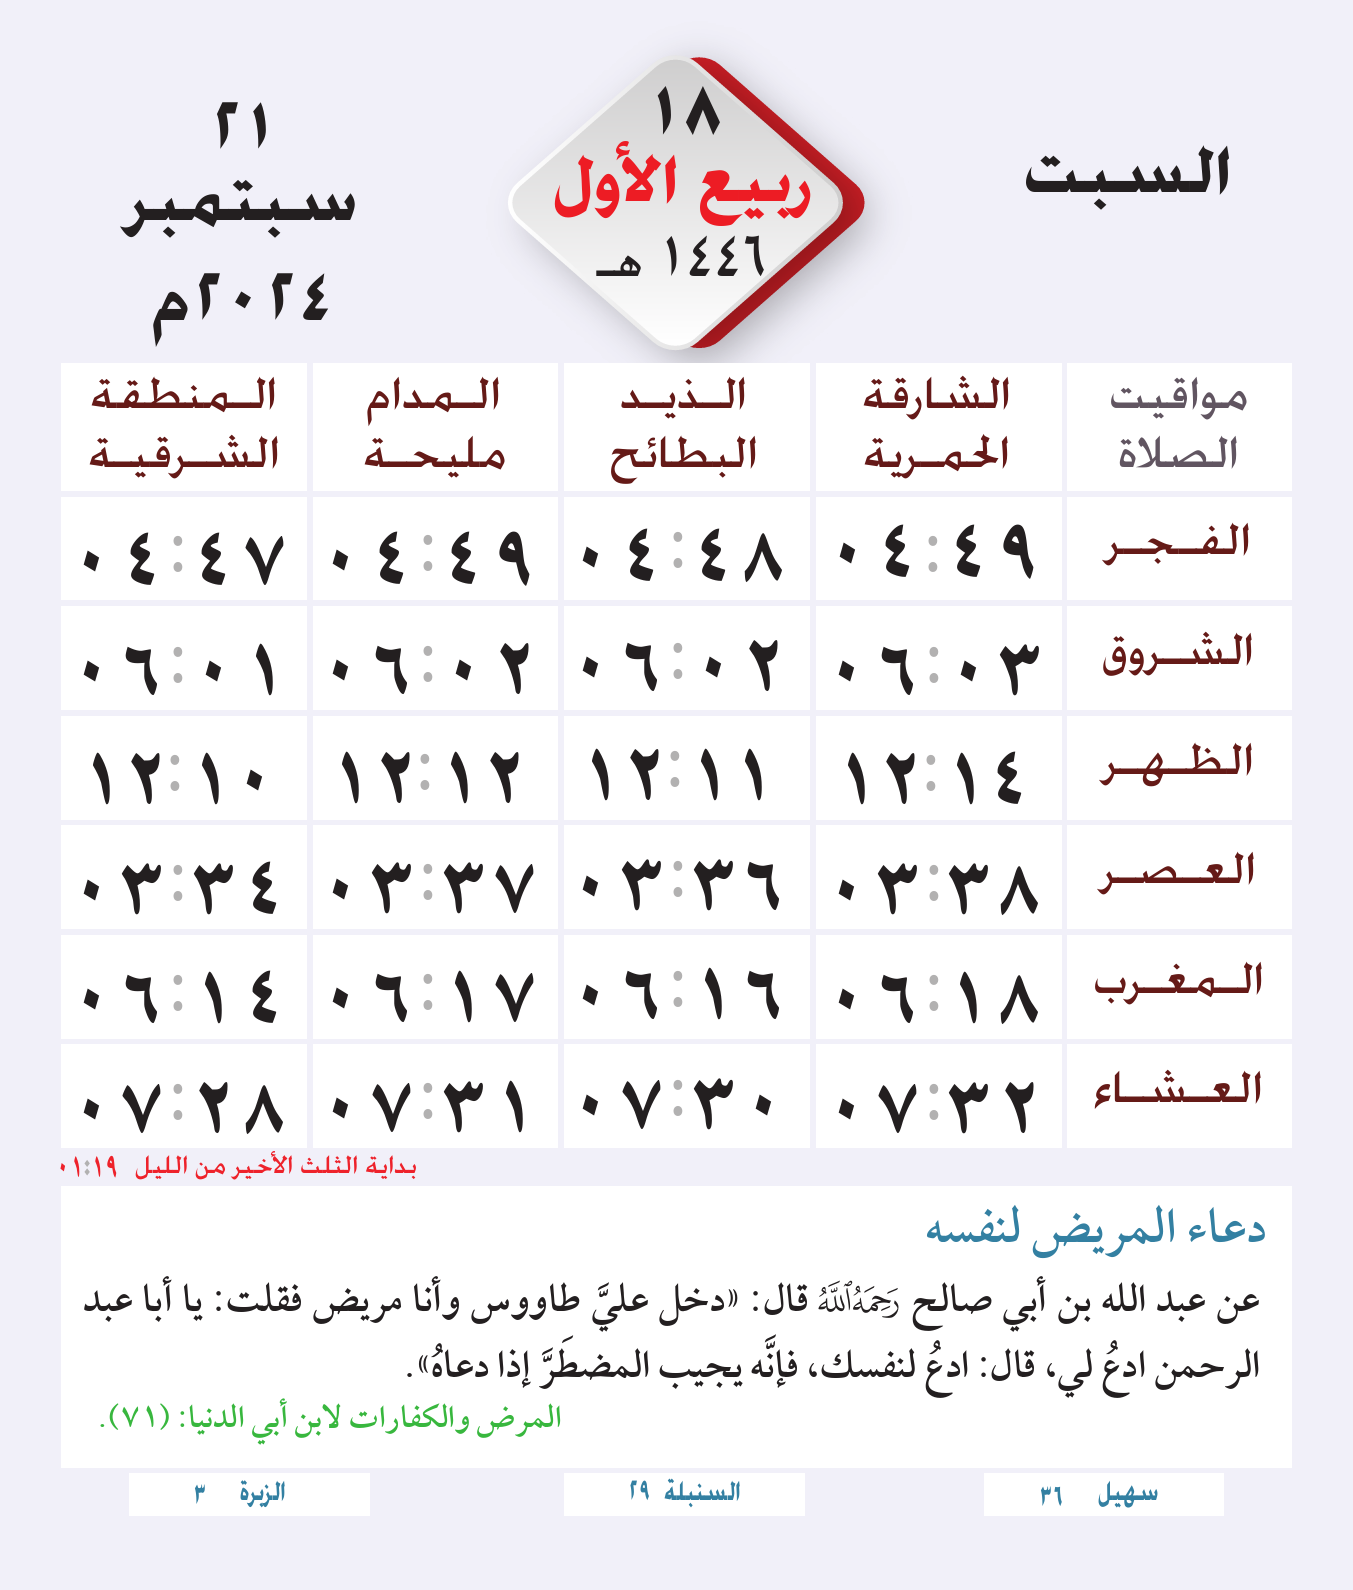 السبت
١٨
ربيع الأول
١٤٤٦ هـ
٢١
سبتمبر
٢٠٢٤م
مواقيت الصلاة
الشارقة الحمرية
الذيد البطائح
المدام مليحة
المنطقة الشرقية
الفجر ٠٤:٤٩ ٠٤:٤٨ ٠٤:٤٩ ٠٤:٤٧
الشروق ٠٦:٠٣ ٠٦:٠٢ ٠٦:٠٢ ٠٦:٠١
الظهر ١٢:١٤ ١٢:١١ ١٢:١٢ ١٢:١٠
العصر ٠٣:٣٨ ٠٣:٣٦ ٠٣:٣٧ ٠٣:٣٤
المغرب ٠٦:١٨ ٠٦:١٦ ٠٦:١٧ ٠٦:١٤
العشاء ٠٧:٣٢ ٠٧:٣٠ ٠٧:٣١ ٠٧:٢٨
بداية الثلث الأخير من الليل ٠١:١٩
دعاء المريض لنفسه
عن عبد الله بن أبي صالح رَحِمَهُ ٱللَّهُ قال: «دخل عليَّ طاووس وأنا مريض فقلت: يا أبا عبد
الرحمن ادعُ لي، قال: ادعُ لنفسك، فإنَّه يجيب المضطَرَّ إذا دعاهُ».
المرض والكفارات لابن أبي الدنيا: (٧١).
سهيل ٣٦
السنبلة ٢٩
الزبرة ٣